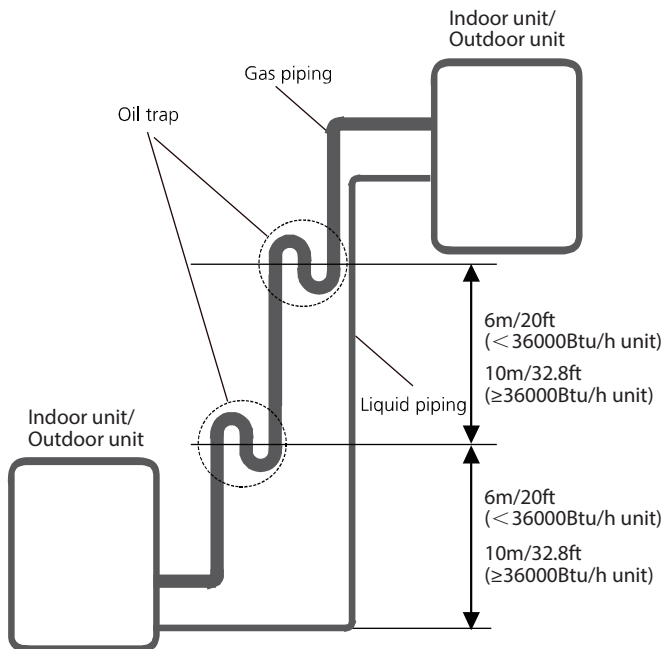 Indoor unit/
Outdoor unit
Gas piping
Oil trap
6m/20ft
(<36000Btu/h unit)
10m/32.8ft
(≥36000Btu/h unit)
Liquid piping
Indoor unit/
Outdoor unit
6m/20ft
(<36000Btu/h unit)
10m/32.8ft
(≥36000Btu/h unit)